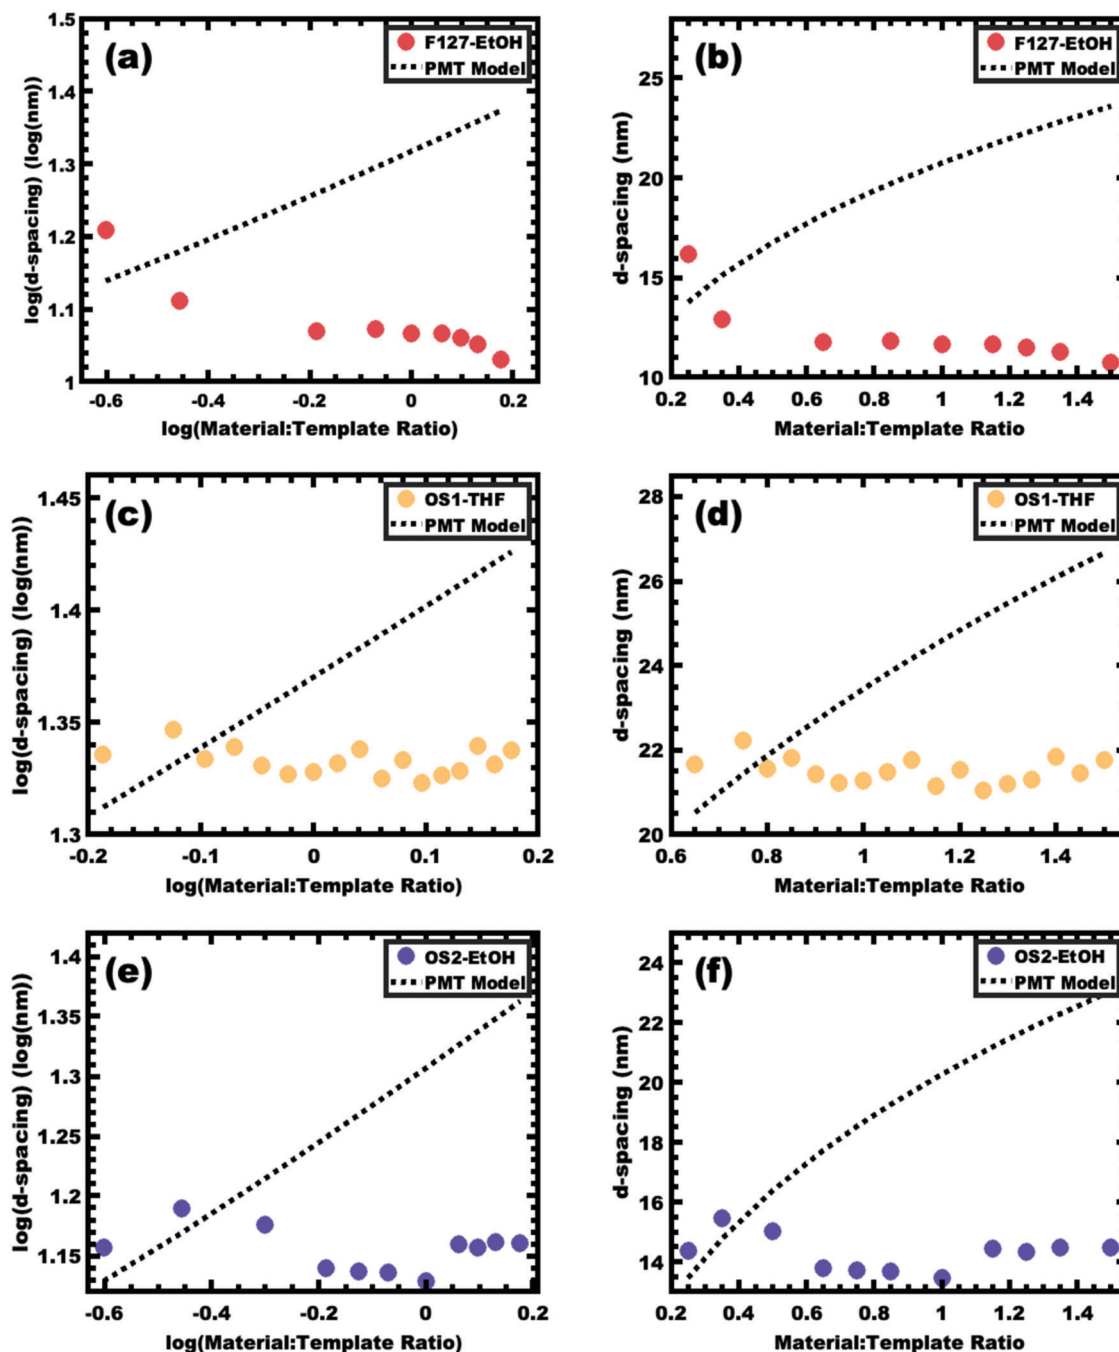 (a)
F127-EtOH
PMT Model
log(d-spacing) (log(nm))
1.5
1.4
1.3
1.2
1.1
1
-0.6
-0.4
-0.2
0
0.2
log(Material:Template Ratio)
(b)
F127-EtOH
PMT Model
d-spacing (nm)
25
20
15
10
0.2
0.4
0.6
0.8
1
1.2
1.4
Material:Template Ratio
(c)
OS1-THF
PMT Model
log(d-spacing) (log(nm))
1.45
1.4
1.35
1.3
-0.2
-0.1
0
0.1
0.2
log(Material:Template Ratio)
(d)
OS1-THF
PMT Model
d-spacing (nm)
28
26
24
22
20
0.6
0.8
1
1.2
1.4
Material:Template Ratio
(e)
OS2-EtOH
PMT Model
log(d-spacing) (log(nm))
1.4
1.35
1.3
1.25
1.2
1.15
-0.6
-0.4
-0.2
0
0.2
log(Material:Template Ratio)
(f)
OS2-EtOH
PMT Model
d-spacing (nm)
24
22
20
18
16
14
13
0.2
0.4
0.6
0.8
1
1.2
1.4
Material:Template Ratio